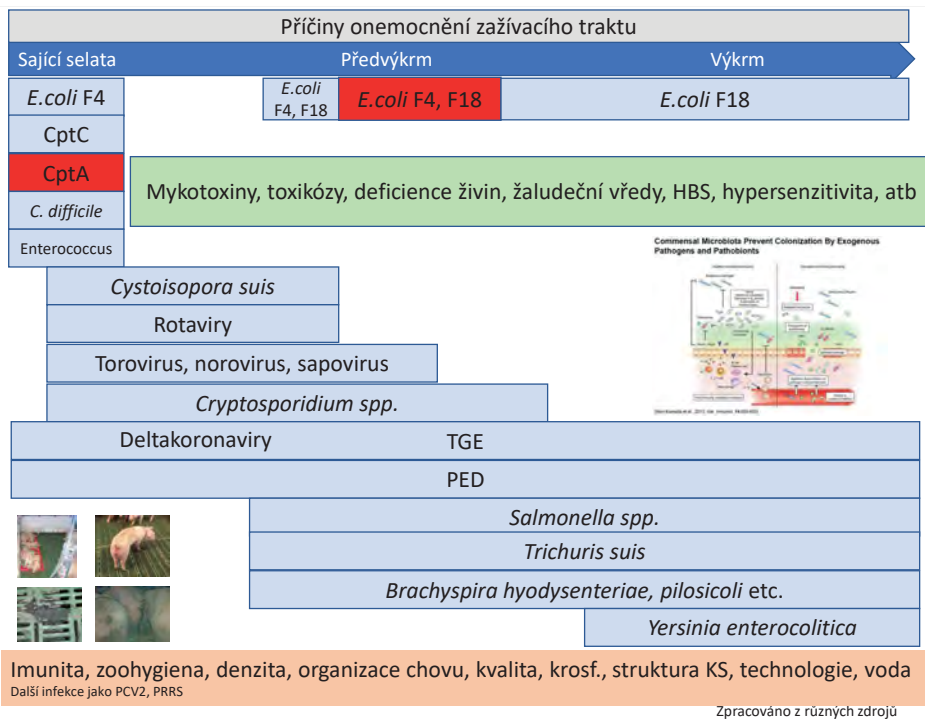 Příčiny onemocnění zažívacího traktu
Sající selata Předvýkrm Výkrm
E.coli F4
E.coli
F4, F18
E.coli F4, F18
E.coli F18
CptC
CptA
Mykotoxiny, toxikózy, deficience živin, žaludeční vředy, HBS, hypersenzitivita, atb
C. difficile
Enterococcus
Commensal Microbiota Prevent Colonization By Exogenous
Pathogens and Pathobionts
Cystoisopora suis
Rotaviry
Torovirus, norovirus, sapovirus
Cryptosporidium spp.
Deltakoronaviry TGE
PED
Salmonella spp.
Trichuris suis
Brachyspira hyodysenteriae, pilosicoli etc.
Yersinia enterocolitica
Imunita, zoohygiena, denzita, organizace chovu, kvalita, krosf., struktura KS, technologie, voda
Další infekce jako PCV2, PRRS
Zpracováno z různých zdrojů